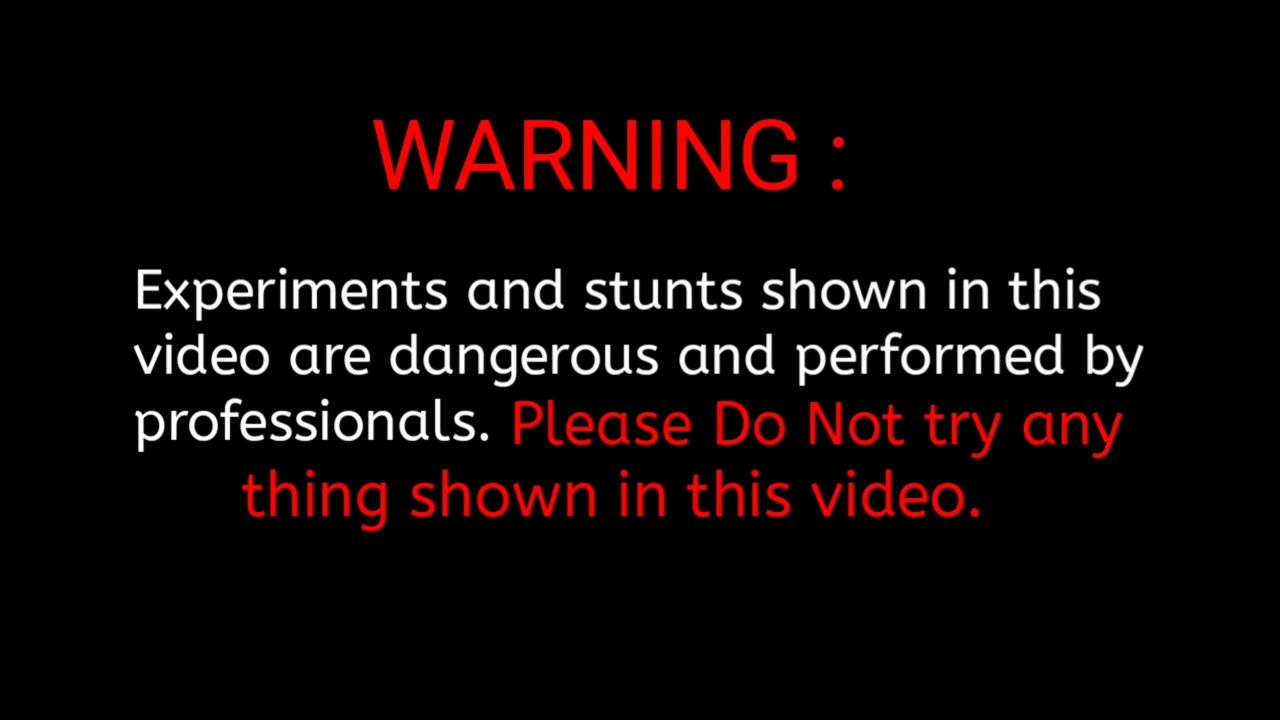 WARNING :
Experiments and stunts shown in this
video are dangerous and performed by
professionals. Please Do Not try any
thing shown in this video.